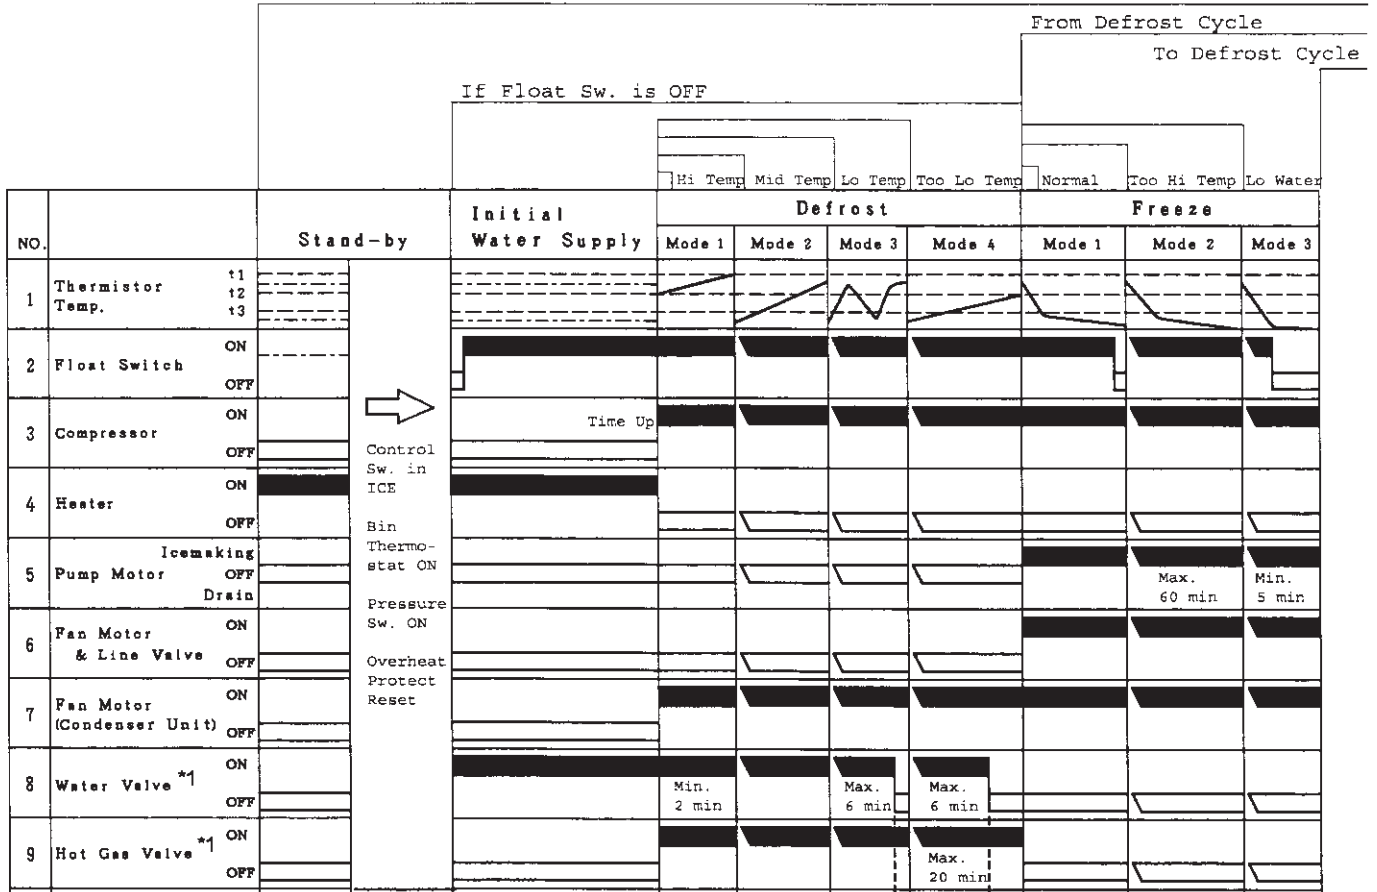 From Defrost Cycle
To Defrost Cycle
If Float Sw. is OFF
Hi Temp Mid Temp Lo Temp Too Lo Temp Normal Too Hi Temp Lo Water
NO. Stand-by Initial Water Supply Defrost Freeze
Mode 1 Mode 2 Mode 3 Mode 4 Mode 1 Mode 2 Mode 3
1 Thermistor Temp. t1 t2 t3
2 Float Switch ON OFF
3 Compressor ON OFF
Time Up
4 Heater ON OFF
5 Pump Motor Icemaking OFF Drain
Max. 60 min
Min. 5 min
6 Fan Motor & Line Valve ON OFF
7 Fan Motor (Condenser Unit) ON OFF
8 Water Valve *1 ON OFF
Min. 2 min
Max. 6 min
Max. 6 min
9 Hot Gas Valve *1 ON OFF
Max. 20 min
Control
Sw. in
ICE
Bin
Thermo-
stat ON
Pressure
Sw. ON
Overheat
Protect
Reset